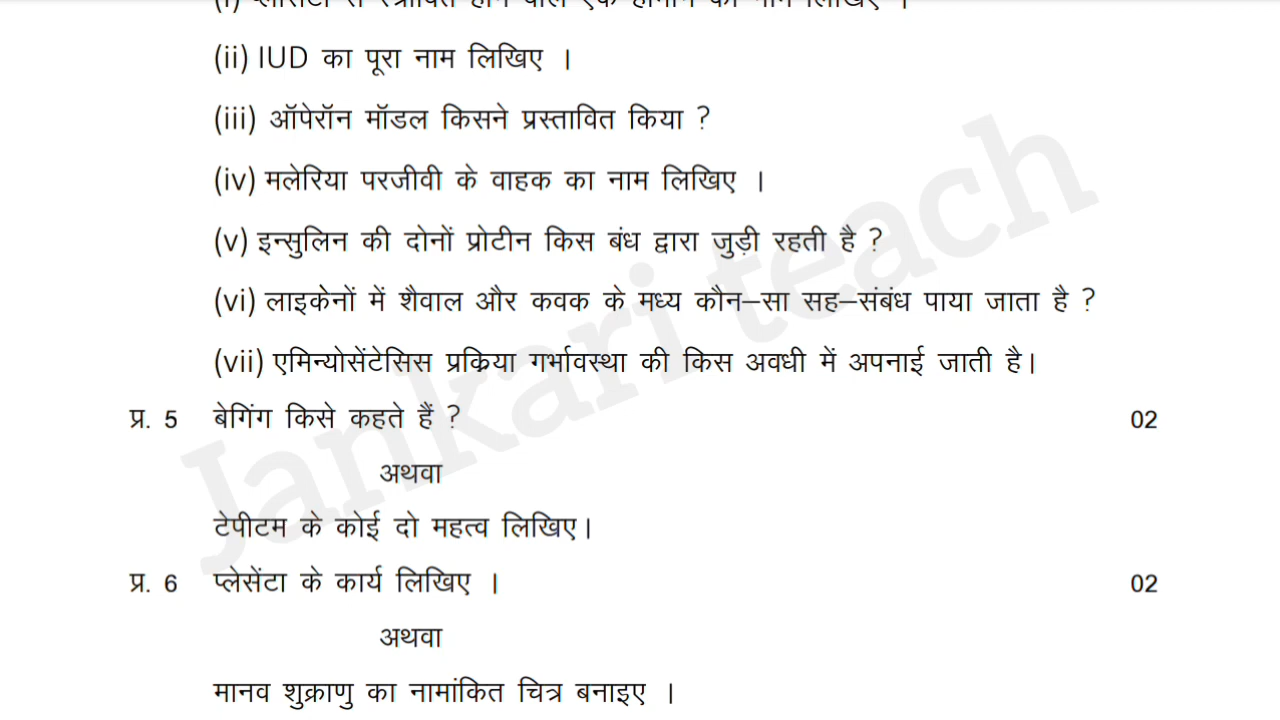 (i) प्लासेंटा से स्त्रावित होने वाले एक हार्मोन का नाम लिखिए ।
(ii) IUD का पूरा नाम लिखिए ।
(iii) ऑपेरॉन मॉडल किसने प्रस्तावित किया ?
(iv) मलेरिया परजीवी के वाहक का नाम लिखिए ।
(v) इन्सुलिन की दोनों प्रोटीन किस बंध द्वारा जुड़ी रहती है ?
(vi) लाइकेनों में शैवाल और कवक के मध्य कौन–सा सह–संबंध पाया जाता है ?
(vii) एमिन्योसेंटेसिस प्रक्रिया गर्भावस्था की किस अवधी में अपनाई जाती है।
प्र. 5 बेगिंग किसे कहते हैं ? 02
अथवा
टेपीटम के कोई दो महत्व लिखिए।
प्र. 6 प्लेसेंटा के कार्य लिखिए । 02
अथवा
मानव शुक्राणु का नामांकित चित्र बनाइए ।
Jankari teach